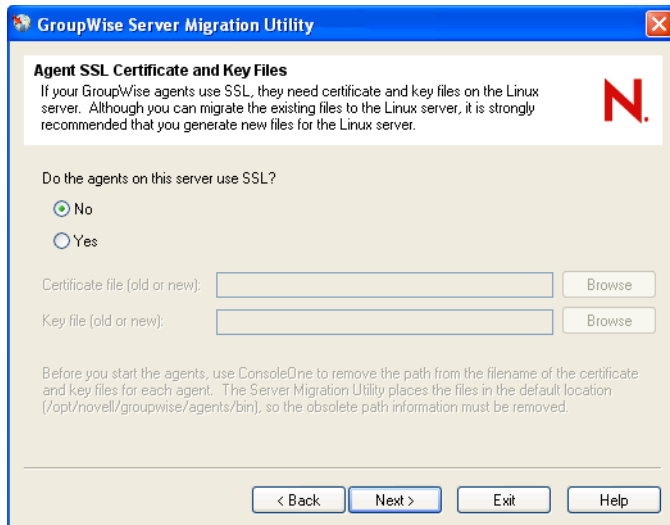 GroupWise Server Migration Utility
Agent SSL Certificate and Key Files
If your GroupWise agents use SSL, they need certificate and key files on the Linux
server. Although you can migrate the existing files to the Linux server, it is strongly
recommended that you generate new files for the Linux server.
N.
Do the agents on this server use SSL?
No
Yes
Certificate file (old or new):
Browse
Key file (old or new):
Browse
Before you start the agents, use ConsoleOne to remove the path from the filename of the certificate
and key files for each agent. The Server Migration Utility places the files in the default location
(/opt/novell/groupwise/agents/bin), so the obsolete path information must be removed.
< Back
Next >
Exit
Help